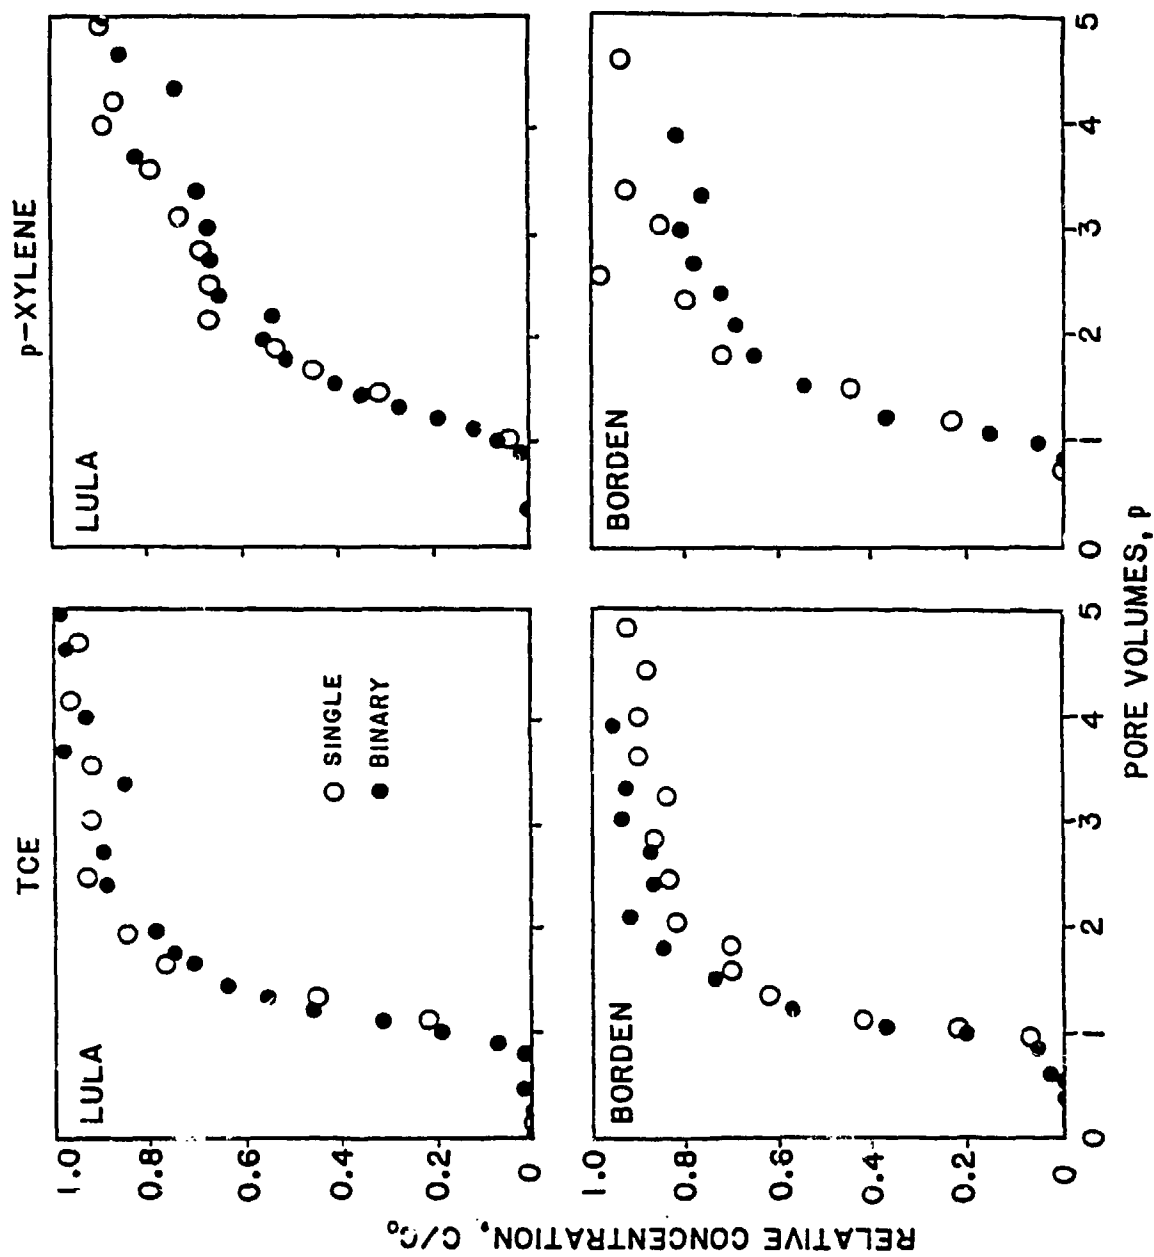 TCE
p-XYLENE
LULA
LULA
SINGLE
BINARY
1.0
0.8
0.6
0.4
0.2
0
BORDEN
BORDEN
1.0
0.8
0.6
0.4
0.2
0
0 1 2 3 4 5
0 1 2 3 4 5
RELATIVE CONCENTRATION, C/C₀
PORE VOLUMES, p